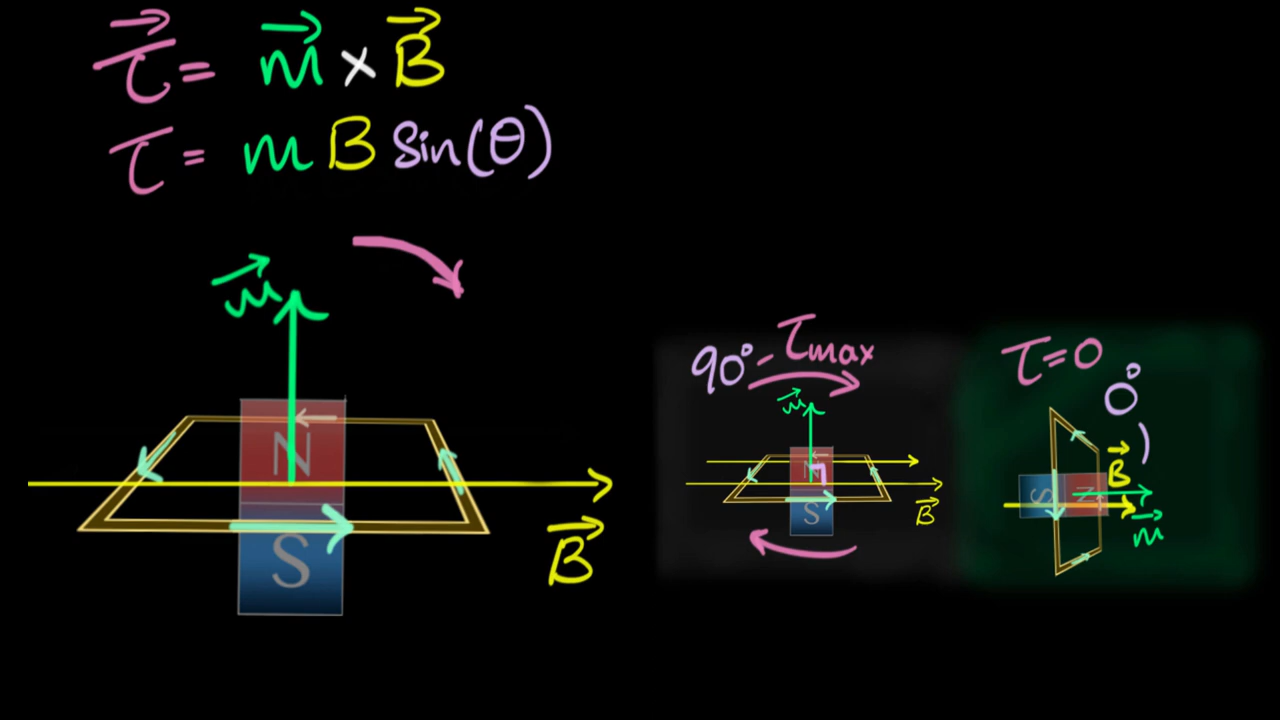 τ⃗ = m⃗ × B⃗
τ = m B sin(θ)
m⃗
N
S
B⃗
90° - τmax
m⃗
N
S
B⃗
τ = 0
0°
)
B⃗
S N
m⃗